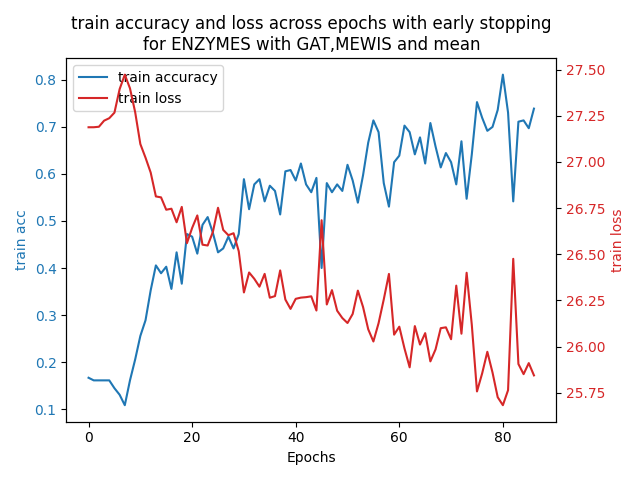 train accuracy and loss across epochs with early stopping
for ENZYMES with GAT,MEWIS and mean
train accuracy
train loss
0.8
0.7
0.6
0.5
0.4
0.3
0.2
0.1
train acc
27.50
27.25
27.00
26.75
26.50
26.25
26.00
25.75
train loss
0 20 40 60 80
Epochs